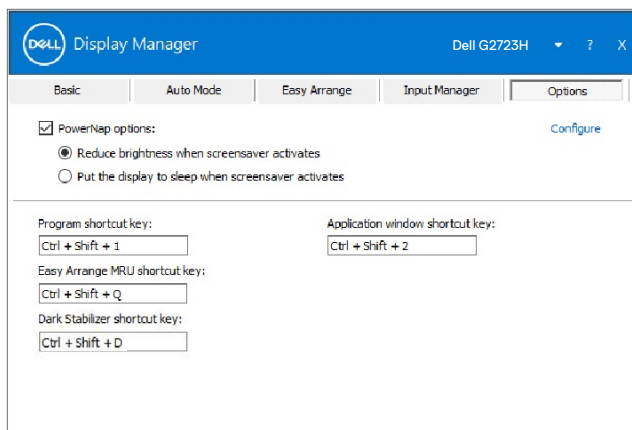 DELL Display Manager
Dell G2723H ? X
Basic Auto Mode Easy Arrange Input Manager Options
PowerNap options: Configure
Reduce brightness when screensaver activates
Put the display to sleep when screensaver activates
Program shortcut key: Application window shortcut key:
Ctrl + Shift + 1 Ctrl + Shift + 2
Easy Arrange MRU shortcut key:
Ctrl + Shift + Q
Dark Stabilizer shortcut key:
Ctrl + Shift + D